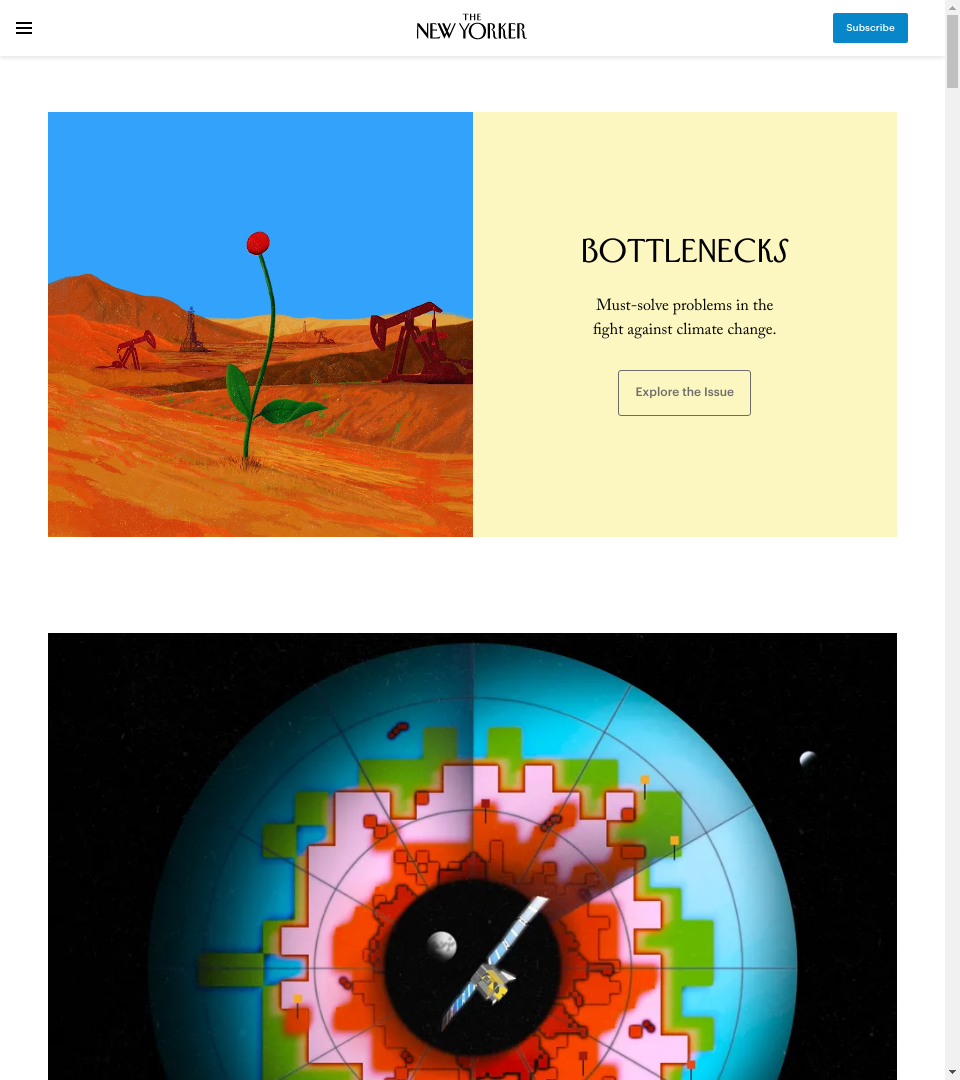 THE
NEW YORKER
Subscribe
BOTTLENECKS
Must-solve problems in the
fight against climate change.
Explore the Issue